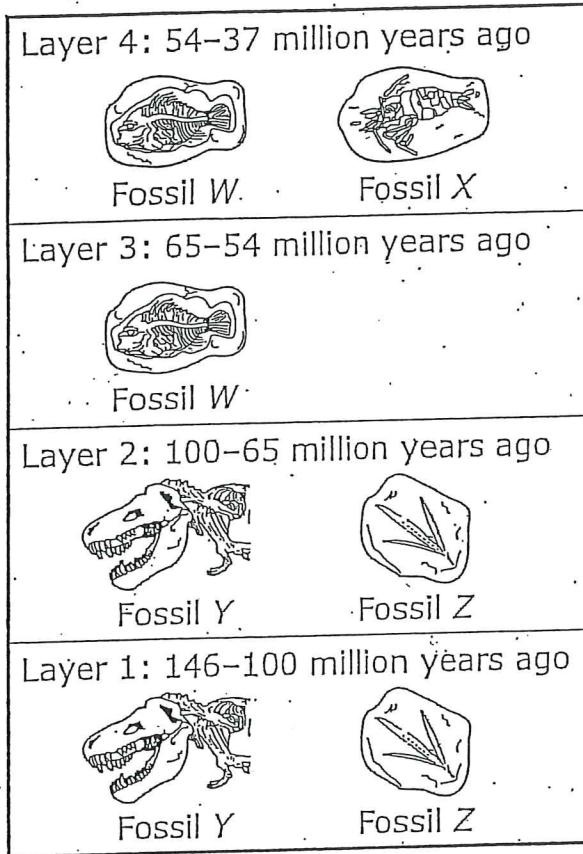 Layer 4: 54–37 million years ago
Fossil W
Fossil X
Layer 3: 65–54 million years ago
Fossil W
Layer 2: 100–65 million years ago
Fossil Y
Fossil Z
Layer 1: 146–100 million years ago
Fossil Y
Fossil Z